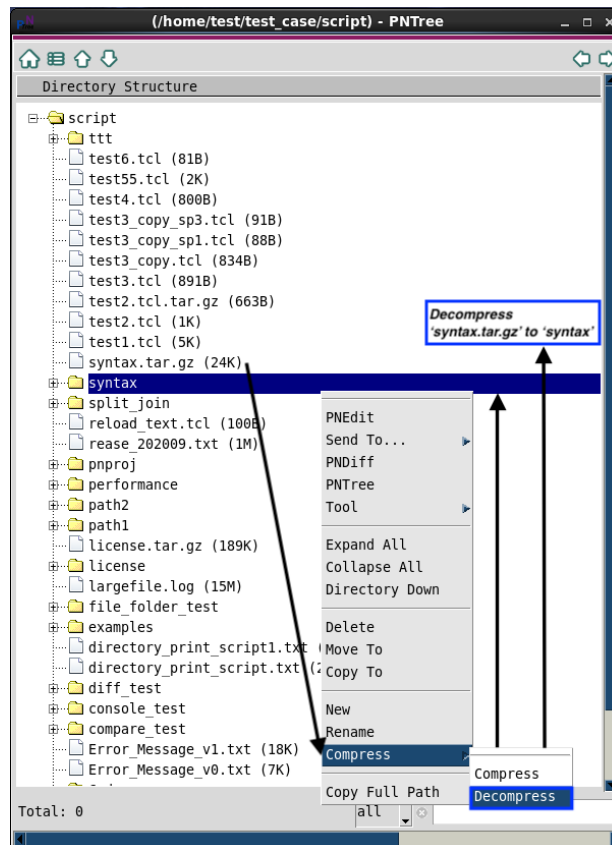 (/home/test/test_case/script) - PNTree
Directory Structure
script
ttt
test6.tcl (81B)
test55.tcl (2K)
test4.tcl (800B)
test3_copy_sp3.tcl (91B)
test3_copy_sp1.tcl (88B)
test3_copy.tcl (834B)
test3.tcl (891B)
test2.tcl.tar.gz (663B)
test2.tcl (1K)
test1.tcl (5K)
Decompress
‘syntax.tar.gz’ to ‘syntax’
syntax.tar.gz (24K)
syntax
split_join
reload_text.tcl (100B)
rease_202009.txt (1M)
pnproj
performance
path2
path1
license.tar.gz (189K)
license
largefile.log (15M)
file_folder_test
examples
directory_print_script1.txt (
directory_print_script.txt (2
diff_test
console_test
compare_test
Error_Message_v1.txt (18K)
Error_Message_v0.txt (7K)
PNEdit
Send To...
PNDiff
PNTree
Tool
Expand All
Collapse All
Directory Down
Delete
Move To
Copy To
New
Rename
Compress
Copy Full Path
Compress
Decompress
Total: 0
all